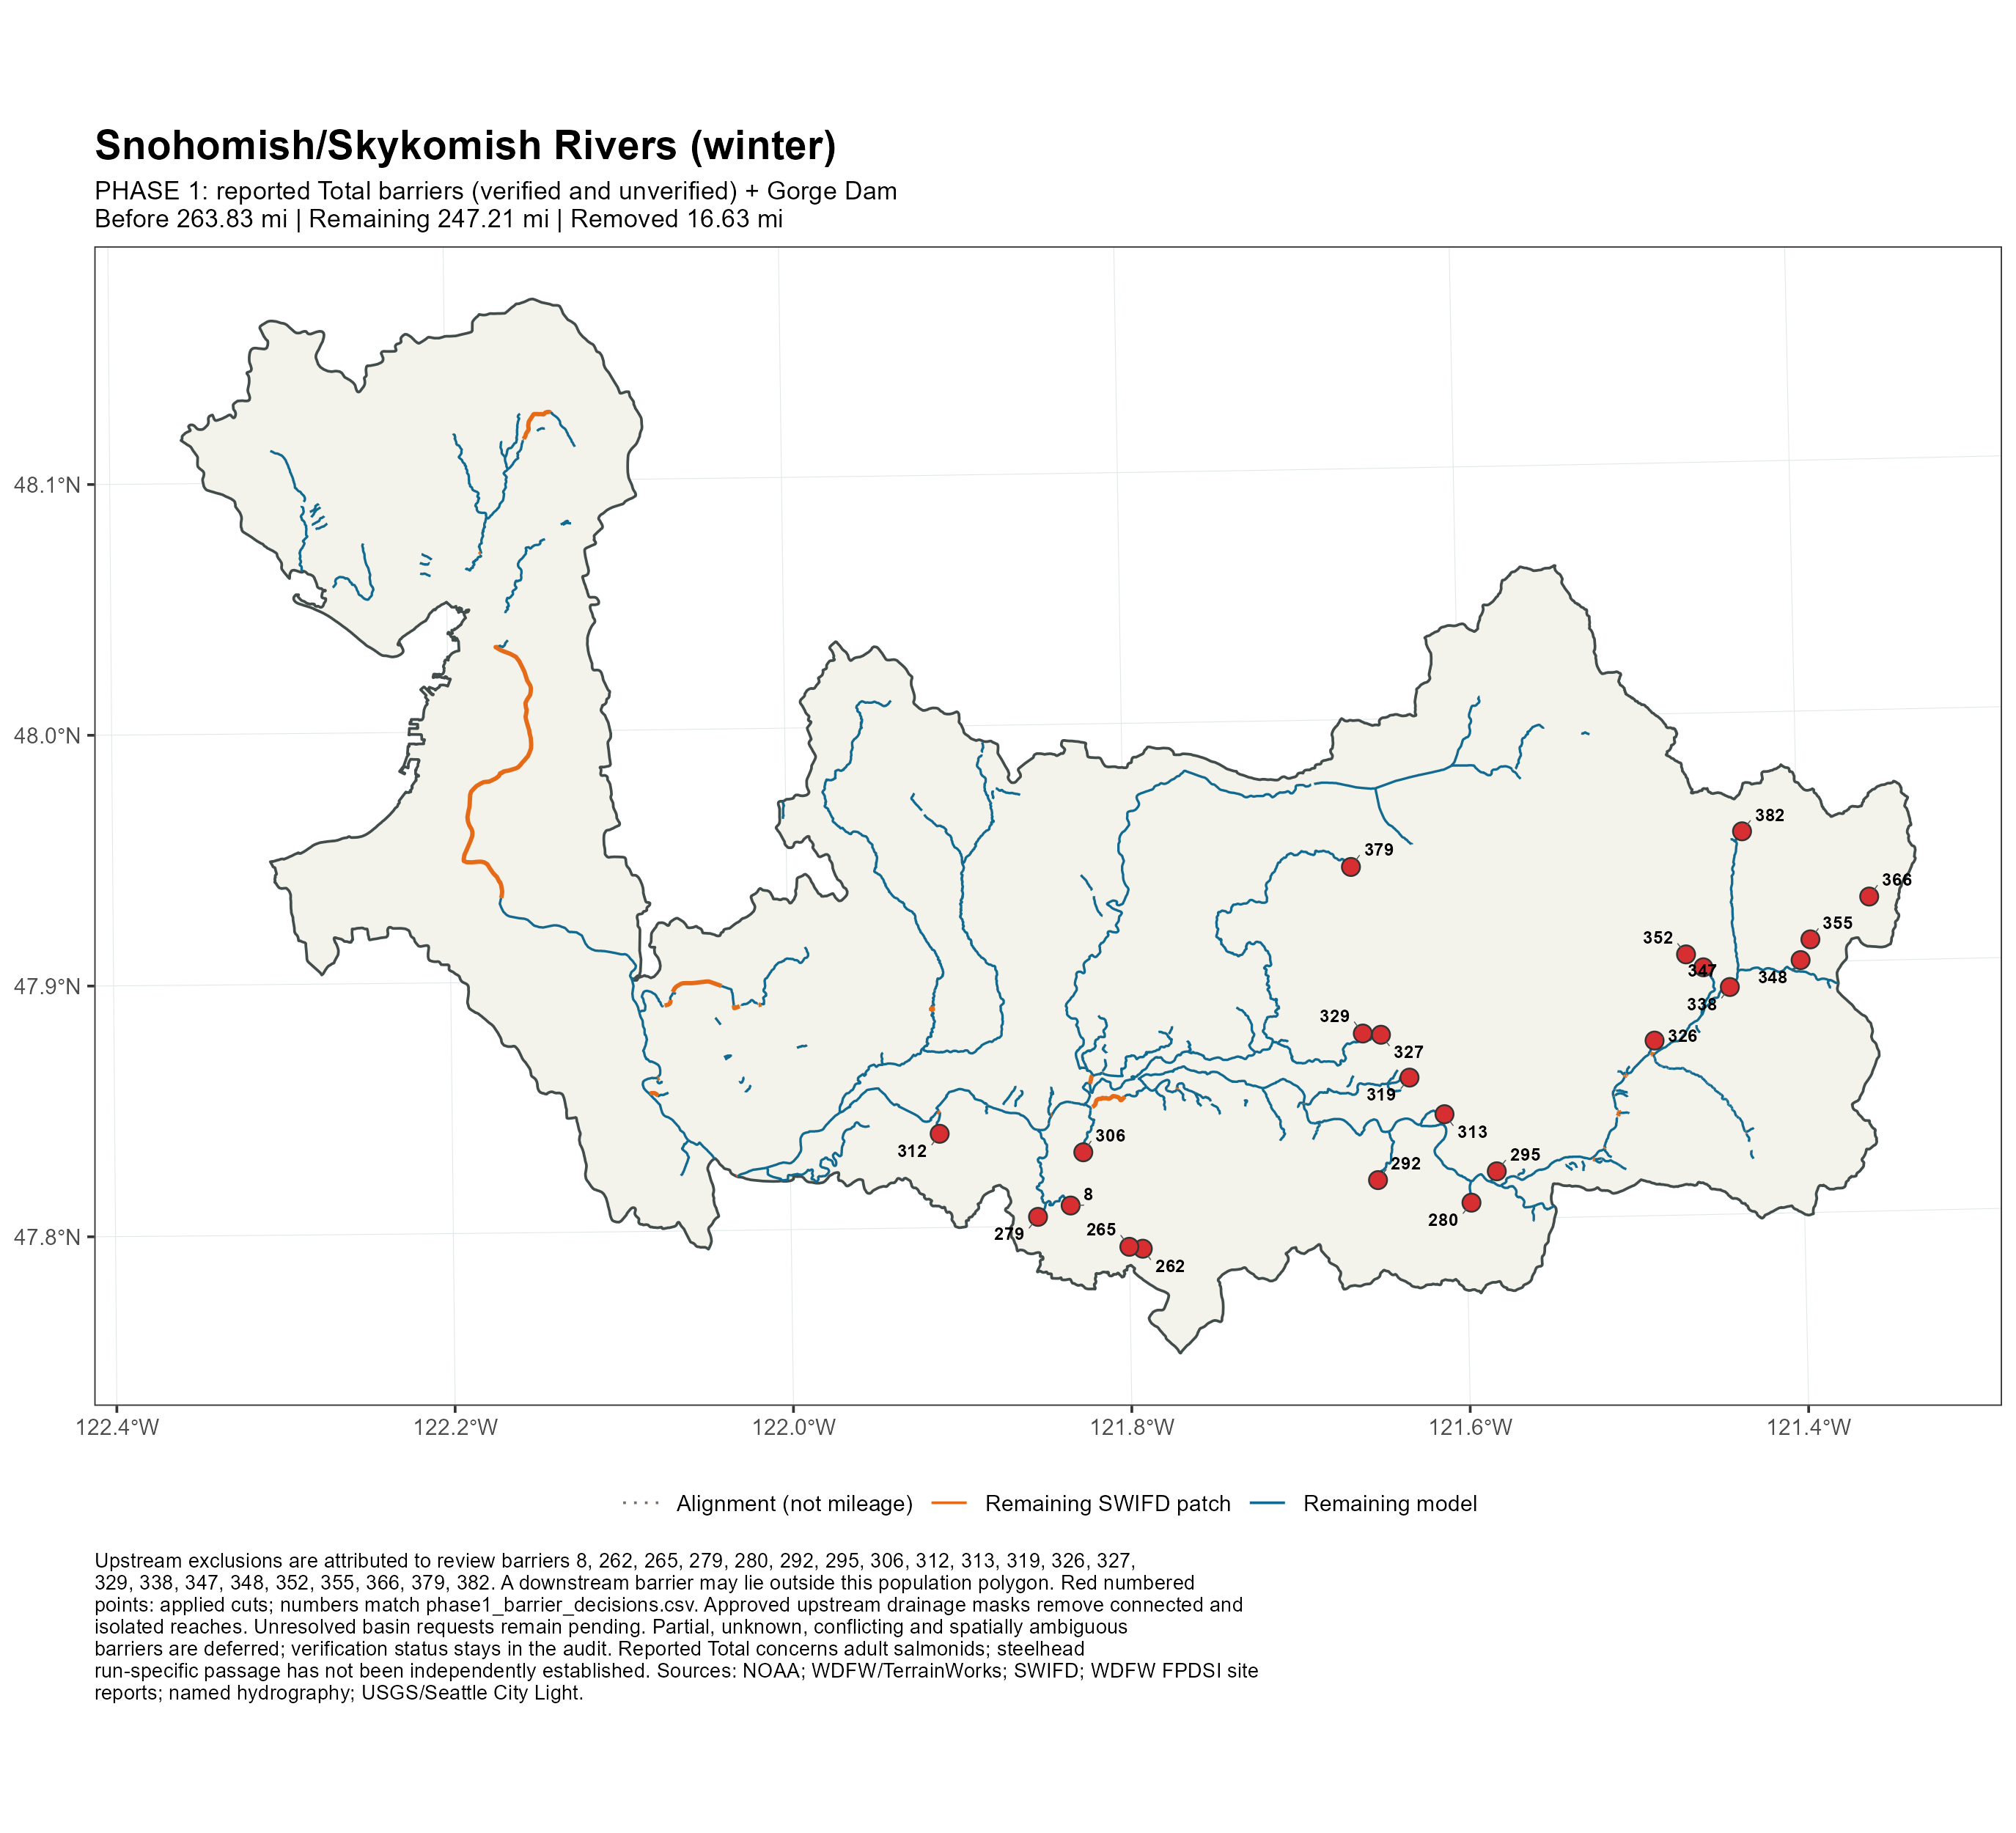 Snohomish/Skykomish Rivers (winter)
PHASE 1: reported Total barriers (verified and unverified) + Gorge Dam
Before 263.83 mi | Remaining 247.21 mi | Removed 16.63 mi
48.1°N
48.0°N
47.9°N
47.8°N
382
379
366
355
352
347
348
338
329
326
327
319
313
306
312
295
292
8
280
279
265
262
122.4°W
122.2°W
122.0°W
121.8°W
121.6°W
121.4°W
Alignment (not mileage)
Remaining SWIFD patch
Remaining model
Upstream exclusions are attributed to review barriers 8, 262, 265, 279, 280, 292, 295, 306, 312, 313, 319, 326, 327,
329, 338, 347, 348, 352, 355, 366, 379, 382. A downstream barrier may lie outside this population polygon. Red numbered
points: applied cuts; numbers match phase1_barrier_decisions.csv. Approved upstream drainage masks remove connected and
isolated reaches. Unresolved basin requests remain pending. Partial, unknown, conflicting and spatially ambiguous
barriers are deferred; verification status stays in the audit. Reported Total concerns adult salmonids; steelhead
run-specific passage has not been independently established. Sources: NOAA; WDFW/TerrainWorks; SWIFD; WDFW FPDSI site
reports; named hydrography; USGS/Seattle City Light.